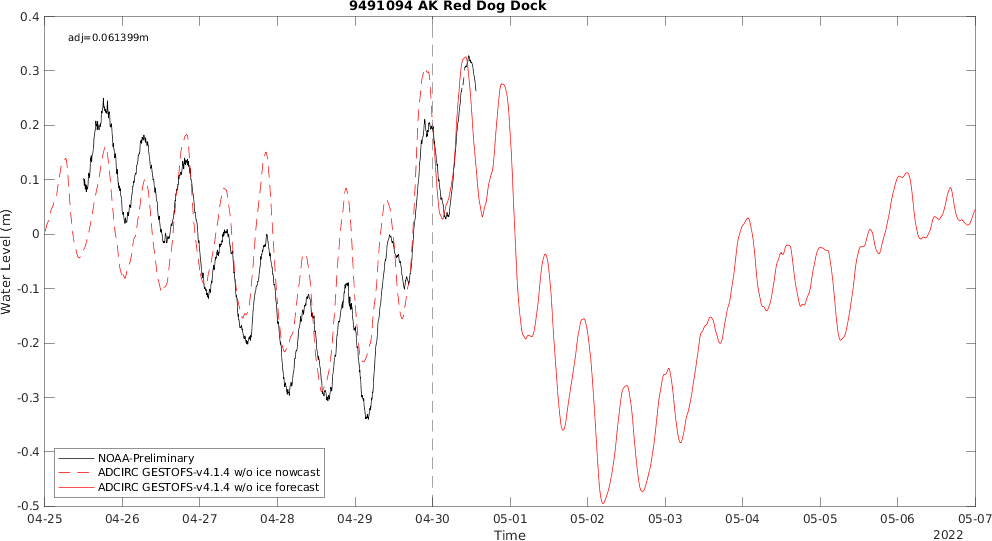 9491094 AK Red Dog Dock
adj=0.061399m
0.4
0.3
0.2
0.1
0
-0.1
-0.2
-0.3
-0.4
-0.5
Water Level (m)
NOAA-Preliminary
ADCIRC GESTOFS-v4.1.4 w/o ice nowcast
ADCIRC GESTOFS-v4.1.4 w/o ice forecast
04-25 04-26 04-27 04-28 04-29 04-30 05-01 05-02 05-03 05-04 05-05 05-06 05-07
Time
2022